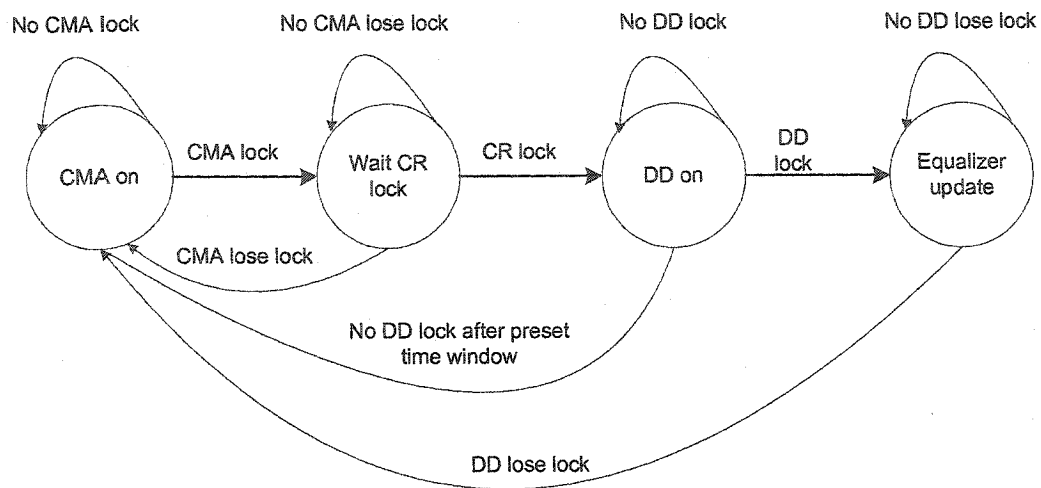 No CMA lock
No CMA lose lock
No DD lock
No DD lose lock
CMA on
CMA lock
Wait CR
lock
CR lock
DD on
DD
lock
Equalizer
update
CMA lose lock
No DD lock after preset
time window
DD lose lock